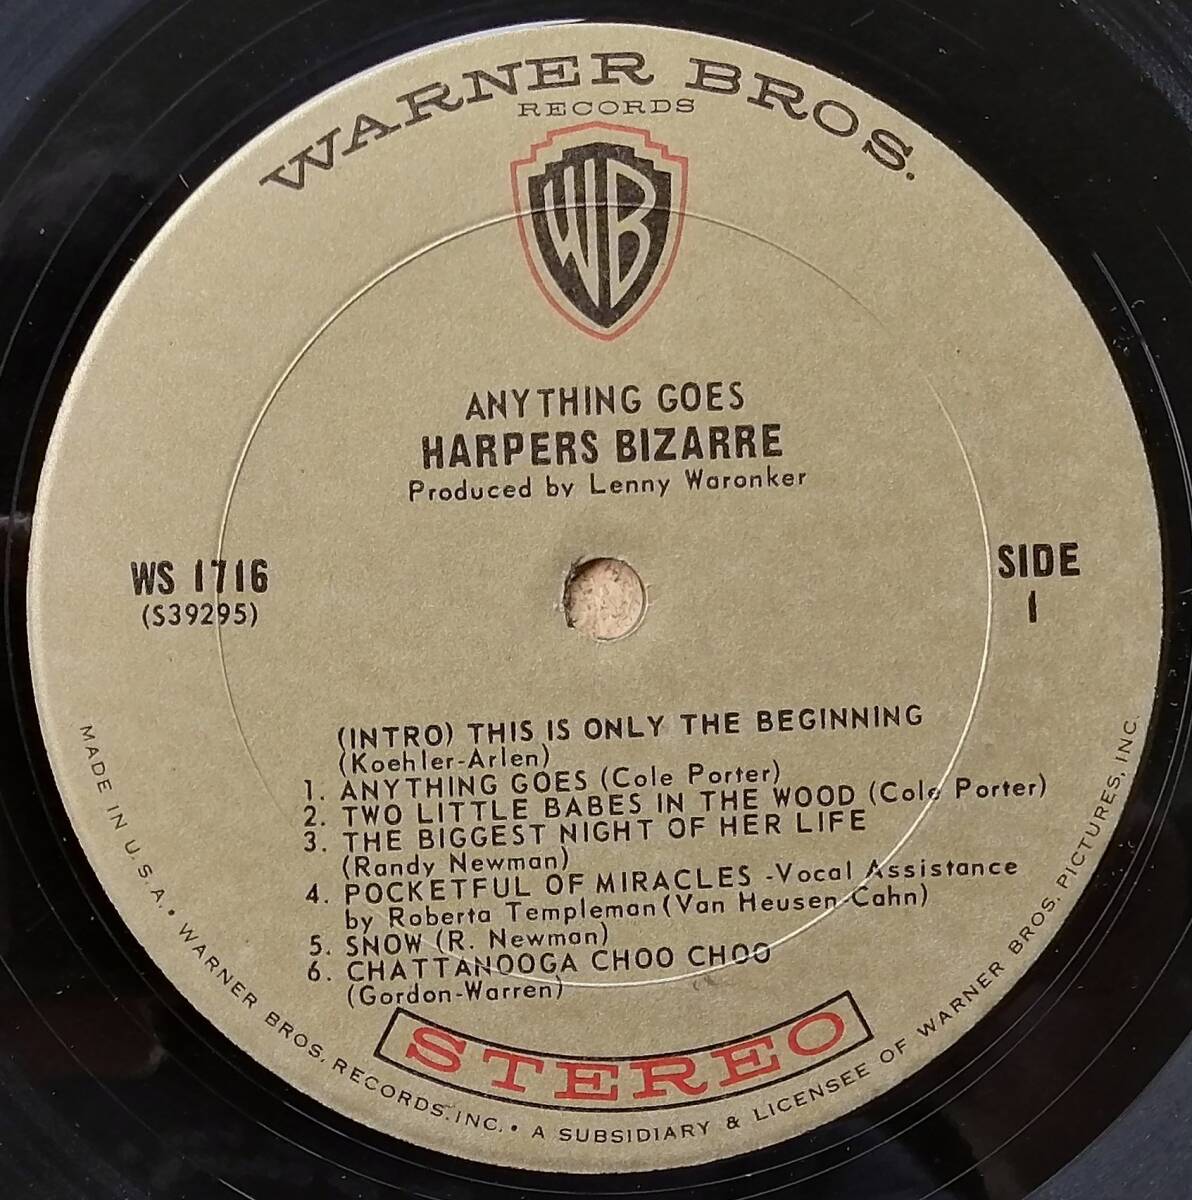 WARNER BROS.
RECORDS
WB
ANYTHING GOES
HARPERS BIZARRE
Produced by Lenny Waronker
WS 1716
(S39295)
SIDE
1
(INTRO) THIS IS ONLY THE BEGINNING
(Koehler-Arlen)
1. ANYTHING GOES (Cole Porter)
2. TWO LITTLE BABES IN THE WOOD (Cole Porter)
3. THE BIGGEST NIGHT OF HER LIFE
(Randy Newman)
4. POCKETFUL OF MIRACLES -Vocal Assistance
by Roberta Templeman (Van Heusen-Cahn)
5. SNOW (R. Newman)
6. CHATTANOOGA CHOO CHOO
(Gordon-Warren)
STEREO
MADE IN U.S.A. • WARNER BROS. RECORDS, INC. • A SUBSIDIARY & LICENSEE OF WARNER BROS. PICTURES, INC.